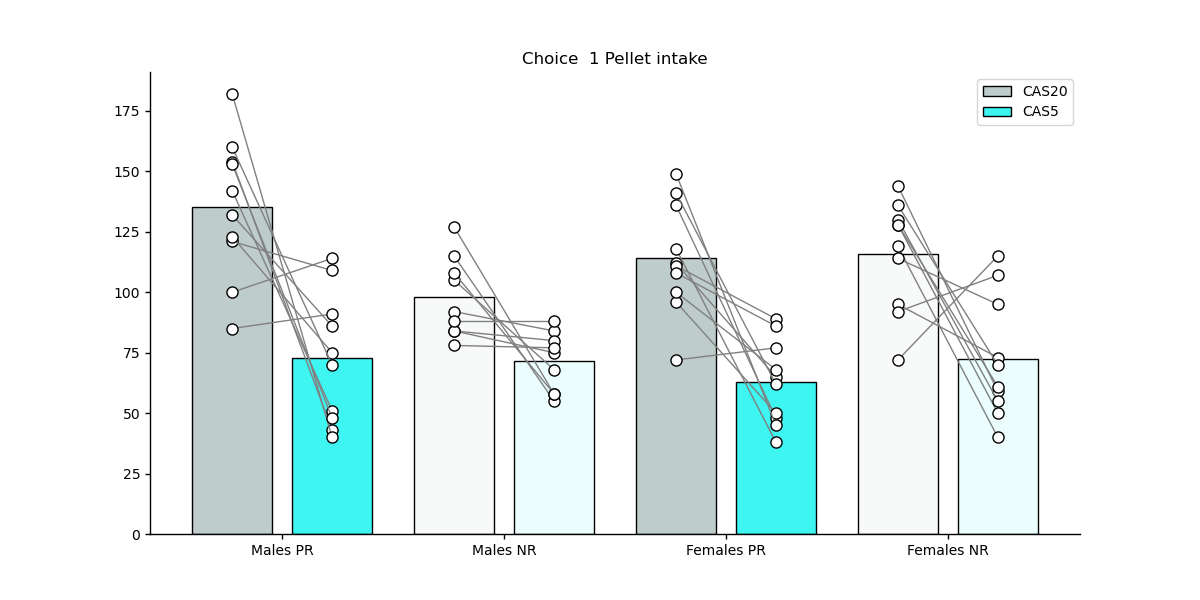 Choice  1 Pellet intake
CAS20
CAS5
175
150
125
100
75
50
25
0
Males PR
Males NR
Females PR
Females NR